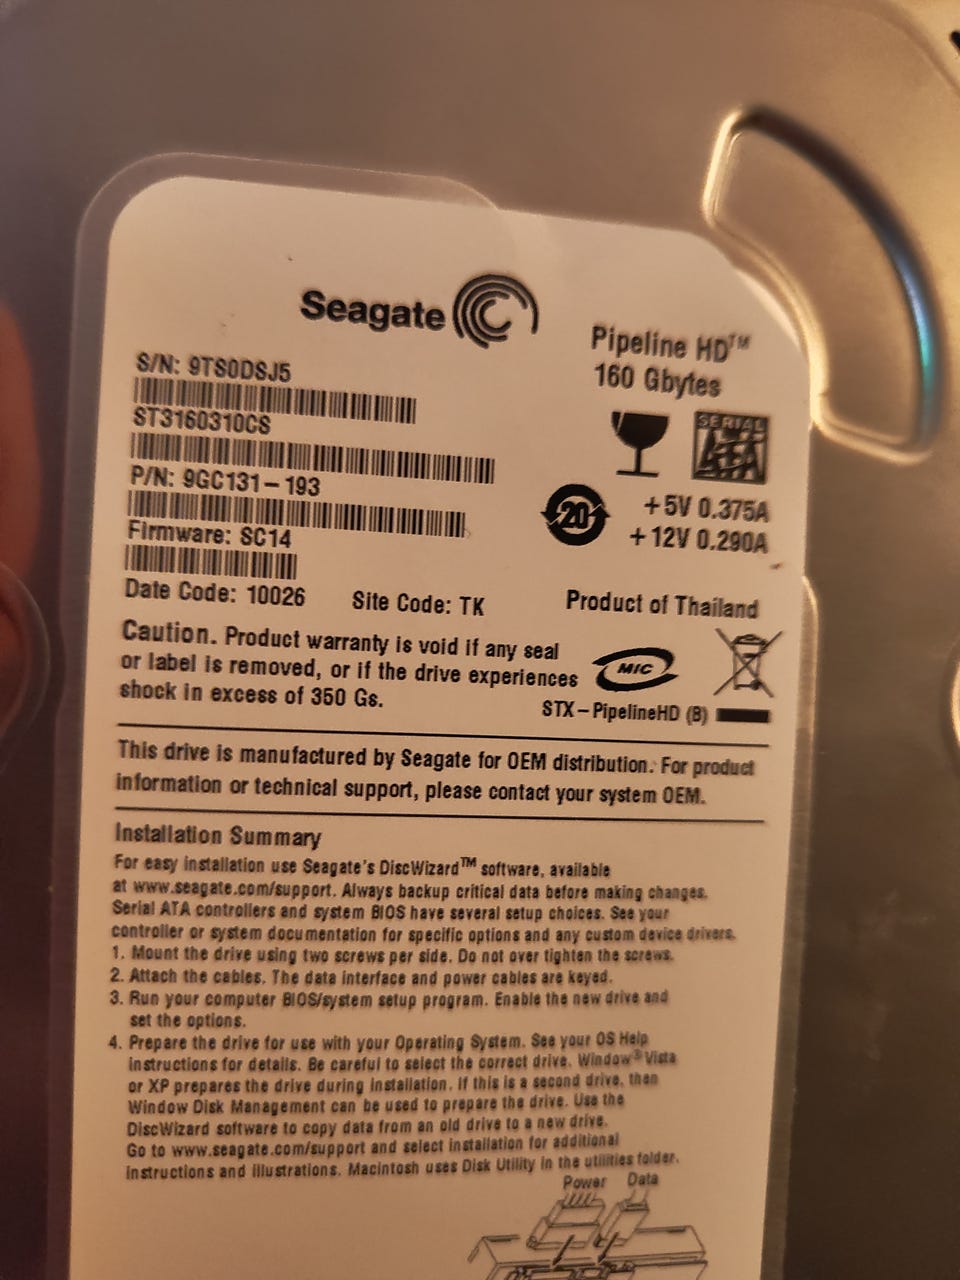 Seagate
Pipeline HD™
160 Gbytes
S/N: 9TS0DSJ5
ST3160310CS
P/N: 9GC131-193
Firmware: SC14
SERIAL
ATA
20
+5V 0.375A
+12V 0.290A
Date Code: 10026 Site Code: TK Product of Thailand
Caution. Product warranty is void if any seal
or label is removed, or if the drive experiences
shock in excess of 350 Gs.
MIC
STX-PipelineHD (B)
This drive is manufactured by Seagate for OEM distribution. For product
information or technical support, please contact your system OEM.
Installation Summary
For easy installation use Seagate's DiscWizard™ software, available
at www.seagate.com/support. Always backup critical data before making changes.
Serial ATA controllers and system BIOS have several setup choices. See your
controller or system documentation for specific options and any custom device drivers.
1. Mount the drive using two screws per side. Do not over tighten the screws.
2. Attach the cables. The data interface and power cables are keyed.
3. Run your computer BIOS/system setup program. Enable the new drive and
set the options.
4. Prepare the drive for use with your Operating System. See your OS Help
instructions for details. Be careful to select the correct drive. Window® Vista
or XP prepares the drive during installation. If this is a second drive, then
Window Disk Management can be used to prepare the drive. Use the
DiscWizard software to copy data from an old drive to a new drive.
Go to www.seagate.com/support and select installation for additional
instructions and illustrations. Macintosh uses Disk Utility in the utilities folder.
Power Data